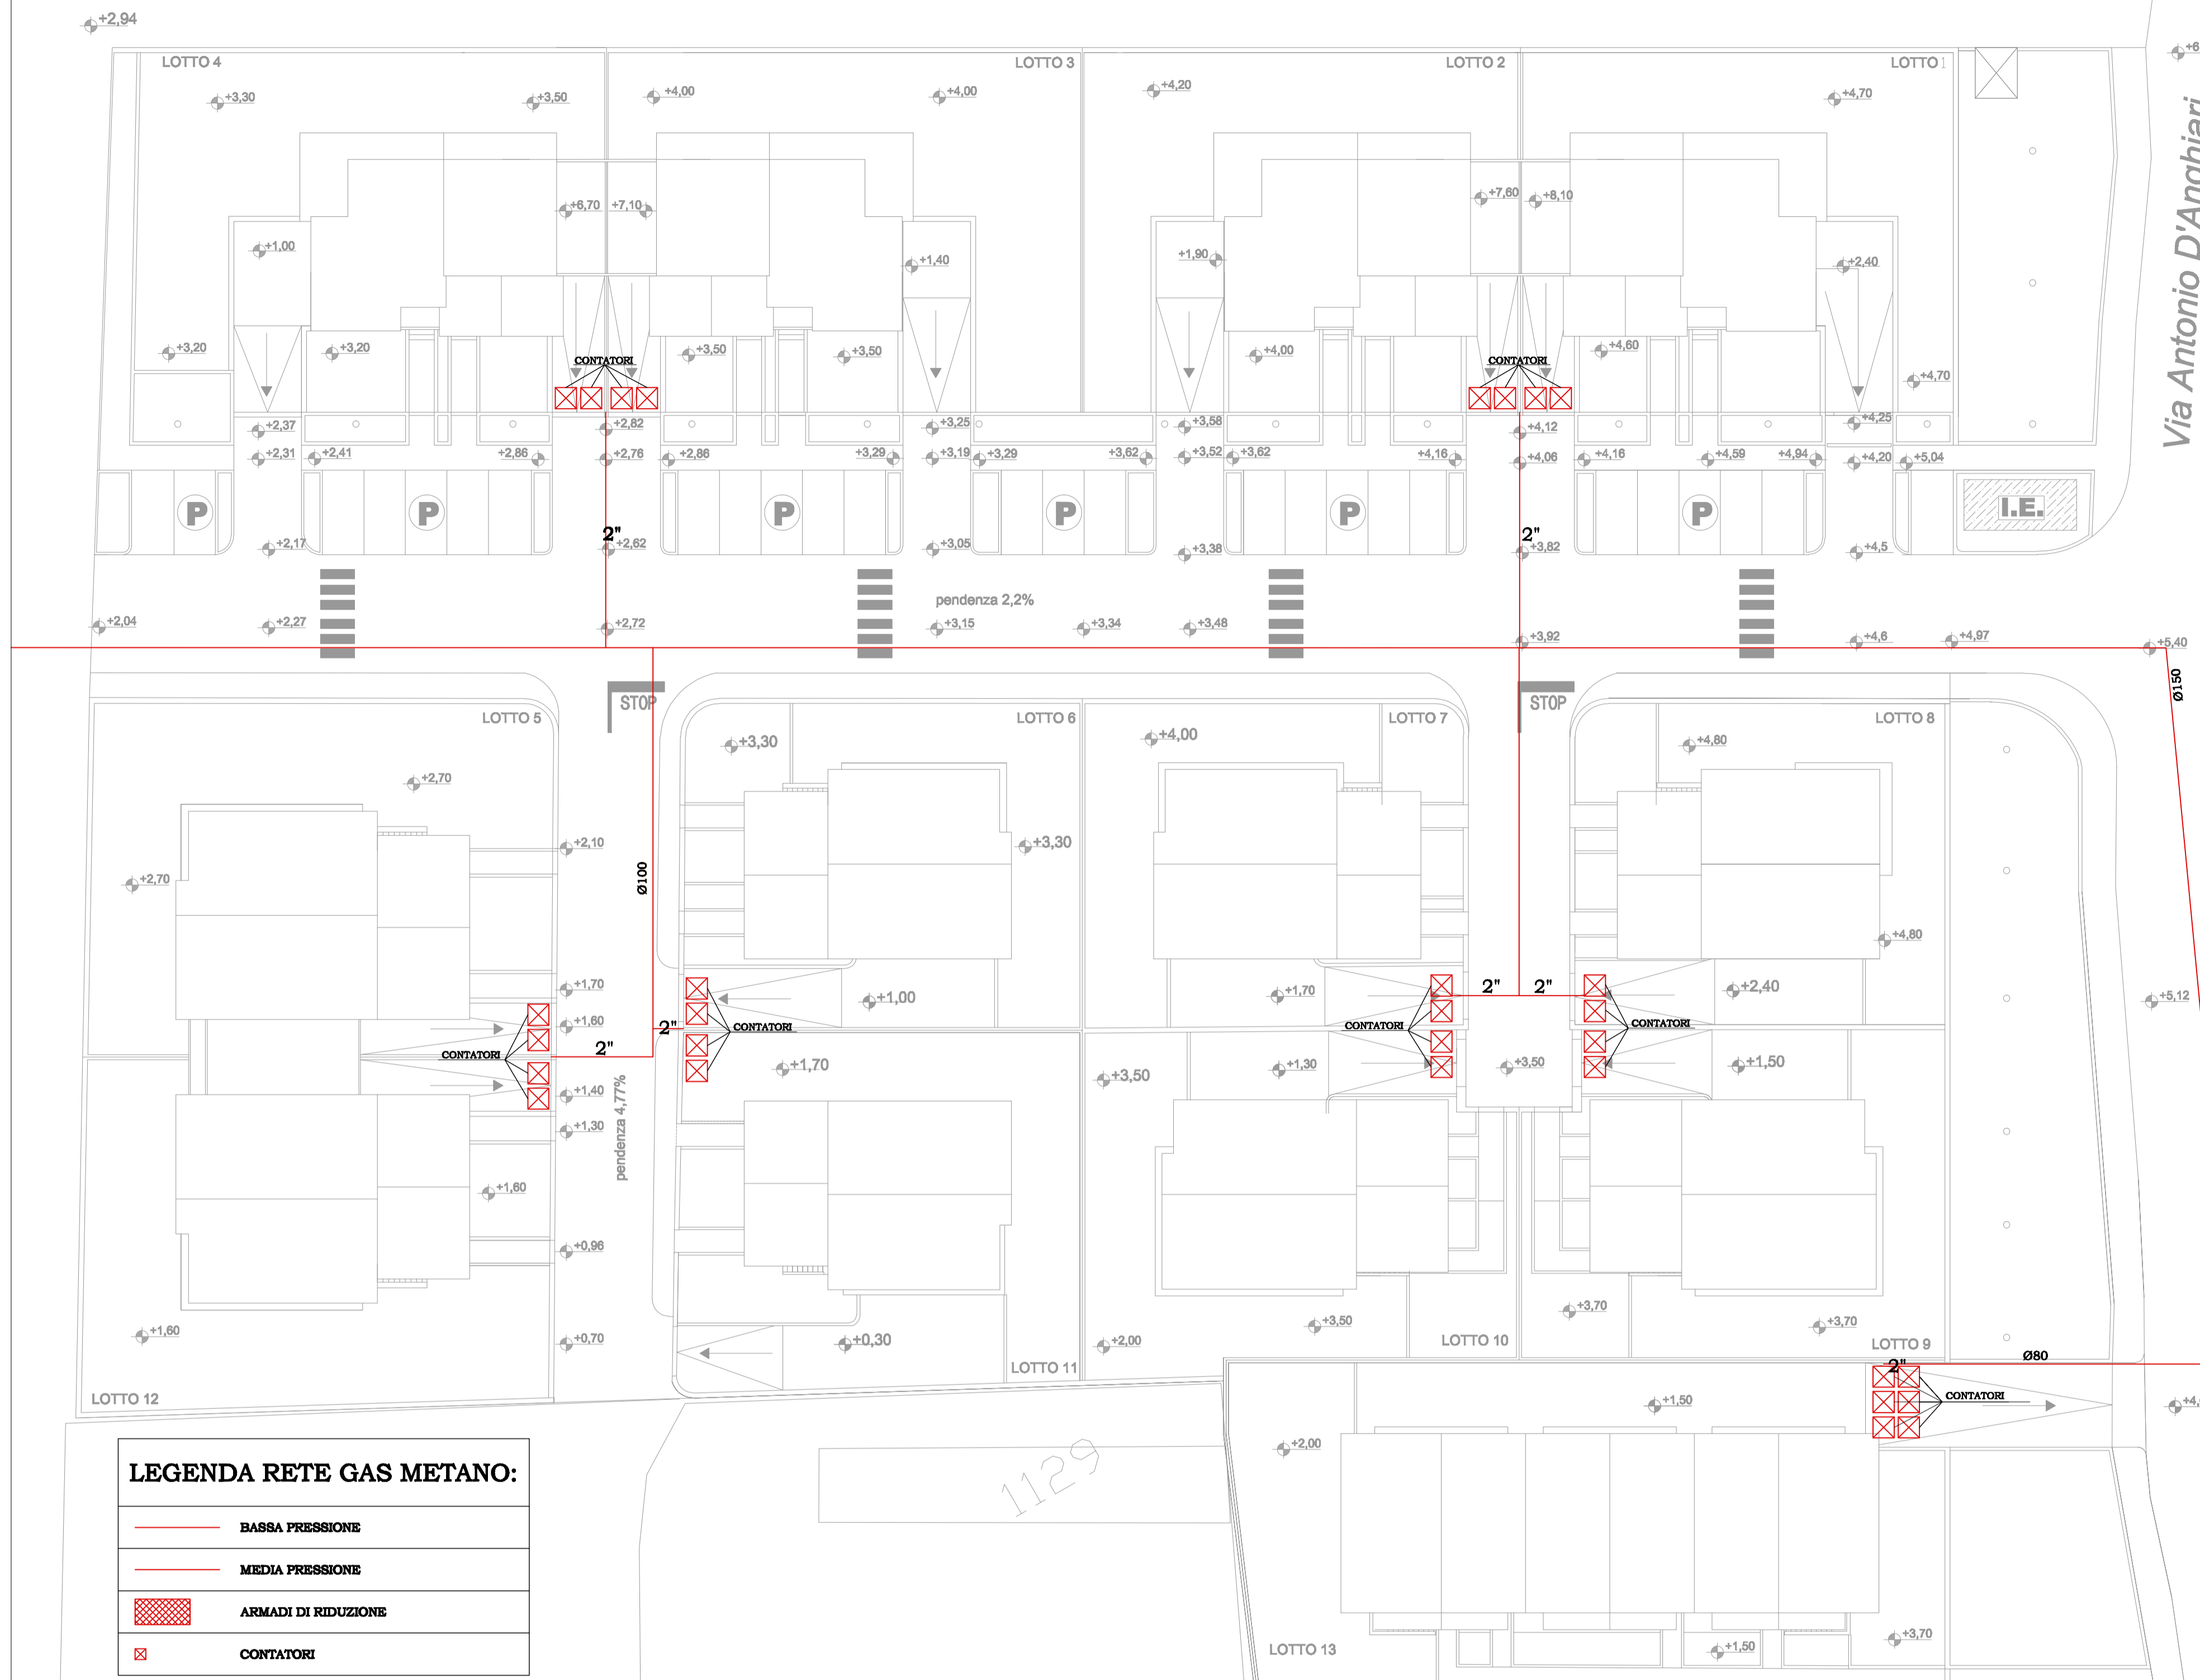 +2,94
LOTTO 4
LOTTO 3
LOTTO 2
LOTTO 1
+3,30
+3,50
+4,00
+4,00
+4,20
+4,70
Via Antonio D'Anghiari
+6,70
+7,10
+7,60
+8,10
+1,00
+1,40
+1,90
+2,40
+3,20
+3,20
CONTATORI
+3,50
+3,50
+4,00
CONTATORI
+4,60
+4,70
+2,37
+2,82
+3,25
+3,58
+4,12
+4,25
+2,31
+2,41
+2,86
+2,76
+2,86
+3,29
+3,19
+3,29
+3,62
+3,52
+3,62
+4,16
+4,06
+4,16
+4,59
+4,94
+4,20
+5,04
P
P
P
P
P
P
I.E.
2"
2"
+2,17
+2,62
+3,05
+3,38
+3,82
+4,5
pendenza 2,2%
+2,04
+2,27
+2,72
+3,15
+3,34
+3,48
+3,92
+4,6
+4,97
+5,40
Ø150
STOP
STOP
LOTTO 5
LOTTO 6
LOTTO 7
LOTTO 8
+3,30
+4,00
+4,80
+2,70
+2,10
+3,30
+2,70
Ø100
+4,80
+1,70
+1,00
+1,70
2"
2"
+2,40
+5,12
+1,60
2"
CONTATORI
CONTATORI
CONTATORI
CONTATORI
2"
+1,70
+3,50
+1,30
+3,50
+1,50
+1,40
pendenza 4,77%
+1,30
+1,60
+0,96
+1,60
+0,70
+0,30
+2,00
+3,50
+3,70
+3,70
LOTTO 10
LOTTO 9
Ø80
LOTTO 11
LOTTO 12
2"
CONTATORI
+1,50
+2,00
1129
LEGENDA RETE GAS METANO:
BASSA PRESSIONE
MEDIA PRESSIONE
ARMADI DI RIDUZIONE
CONTATORI
LOTTO 13
+1,50
+3,70